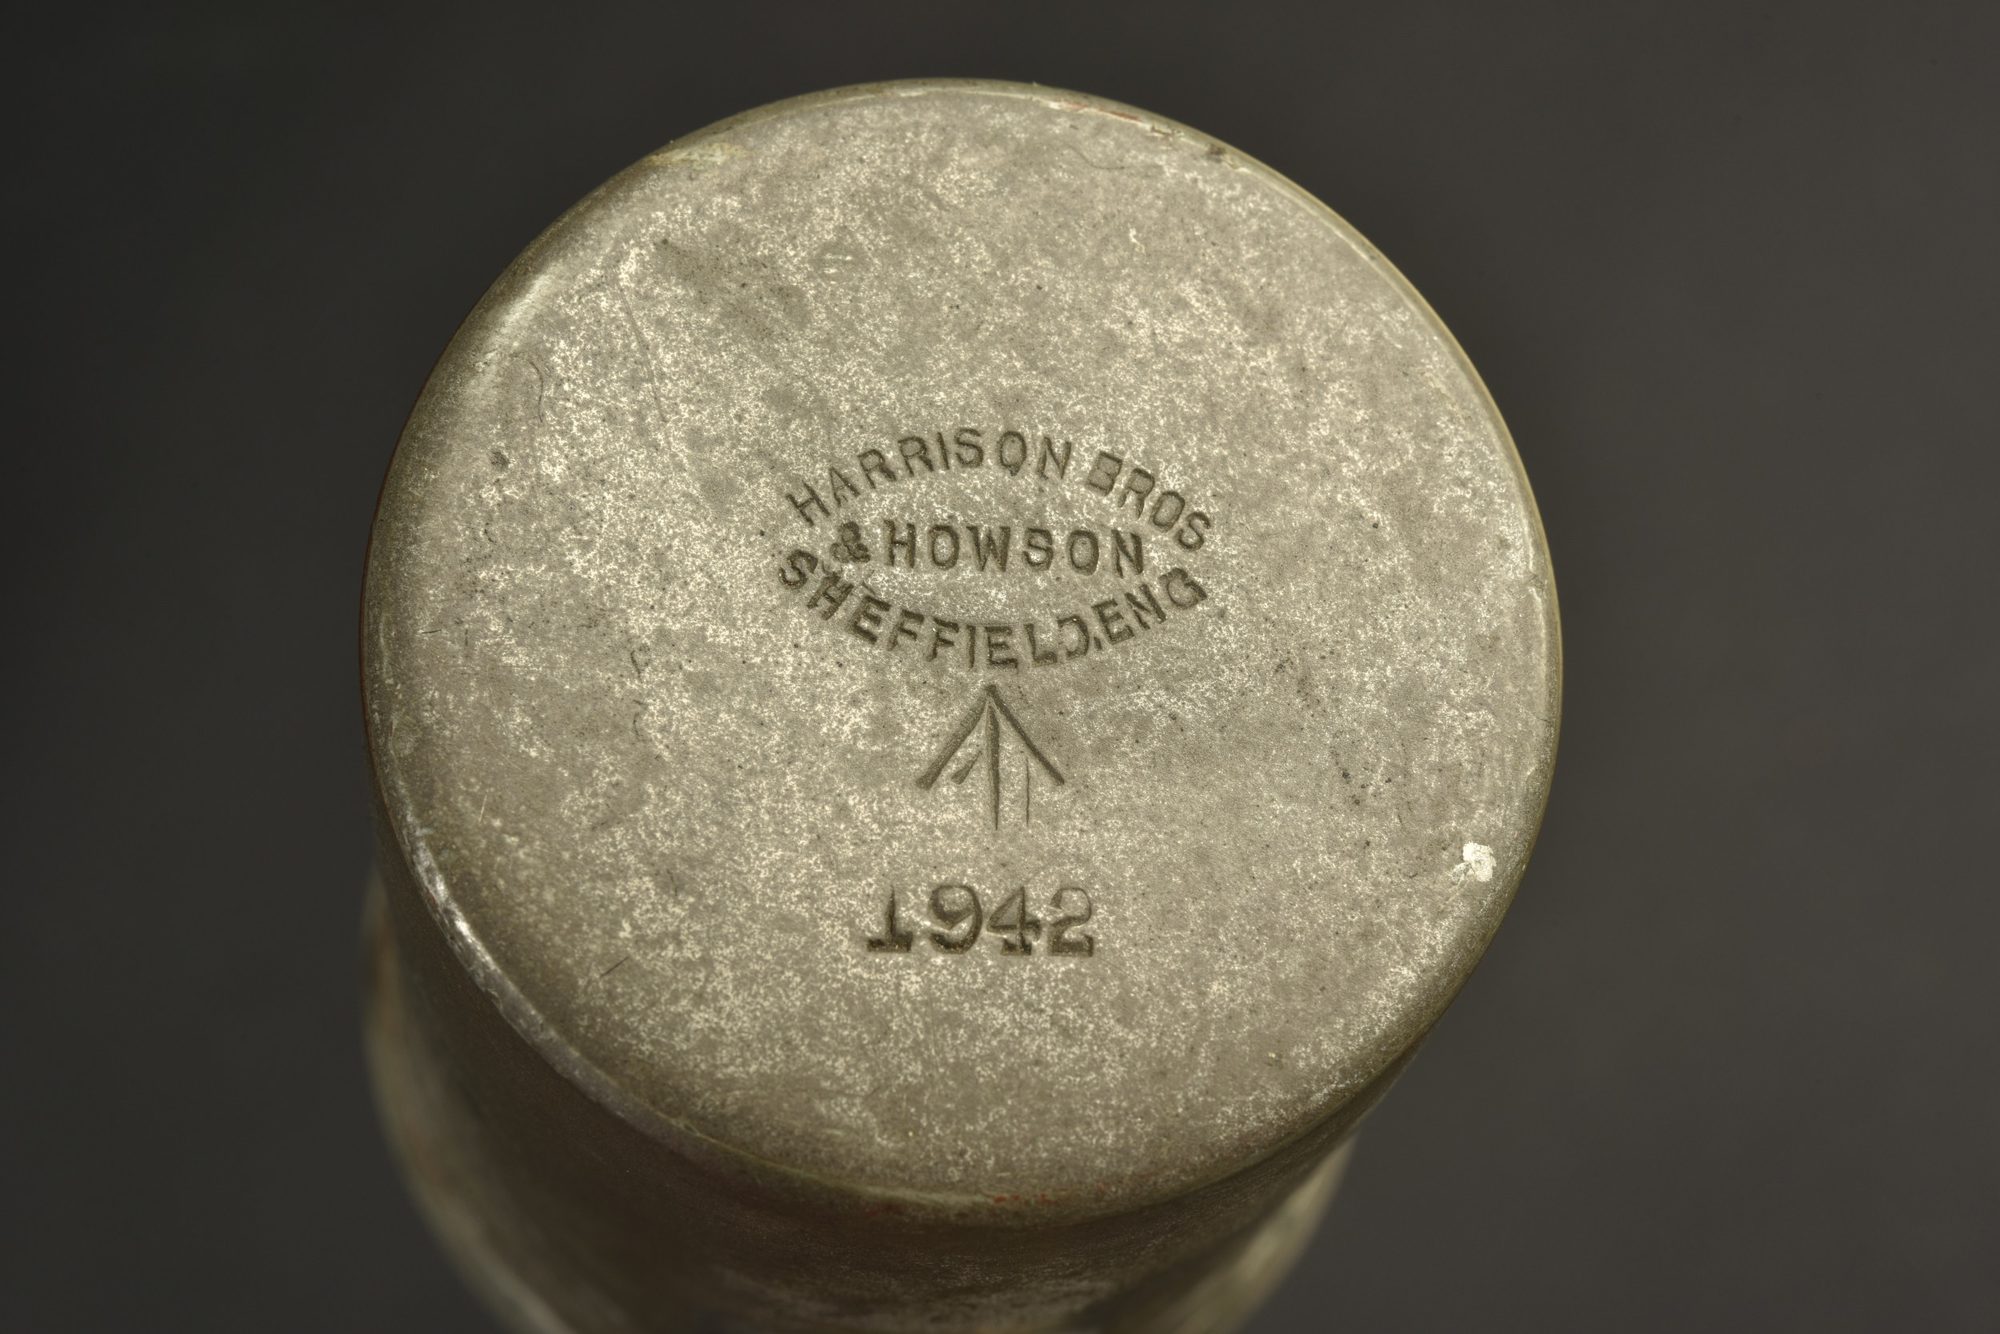 HARRISON BROS
& HOWSON
SHEFFIELD.ENG
1942